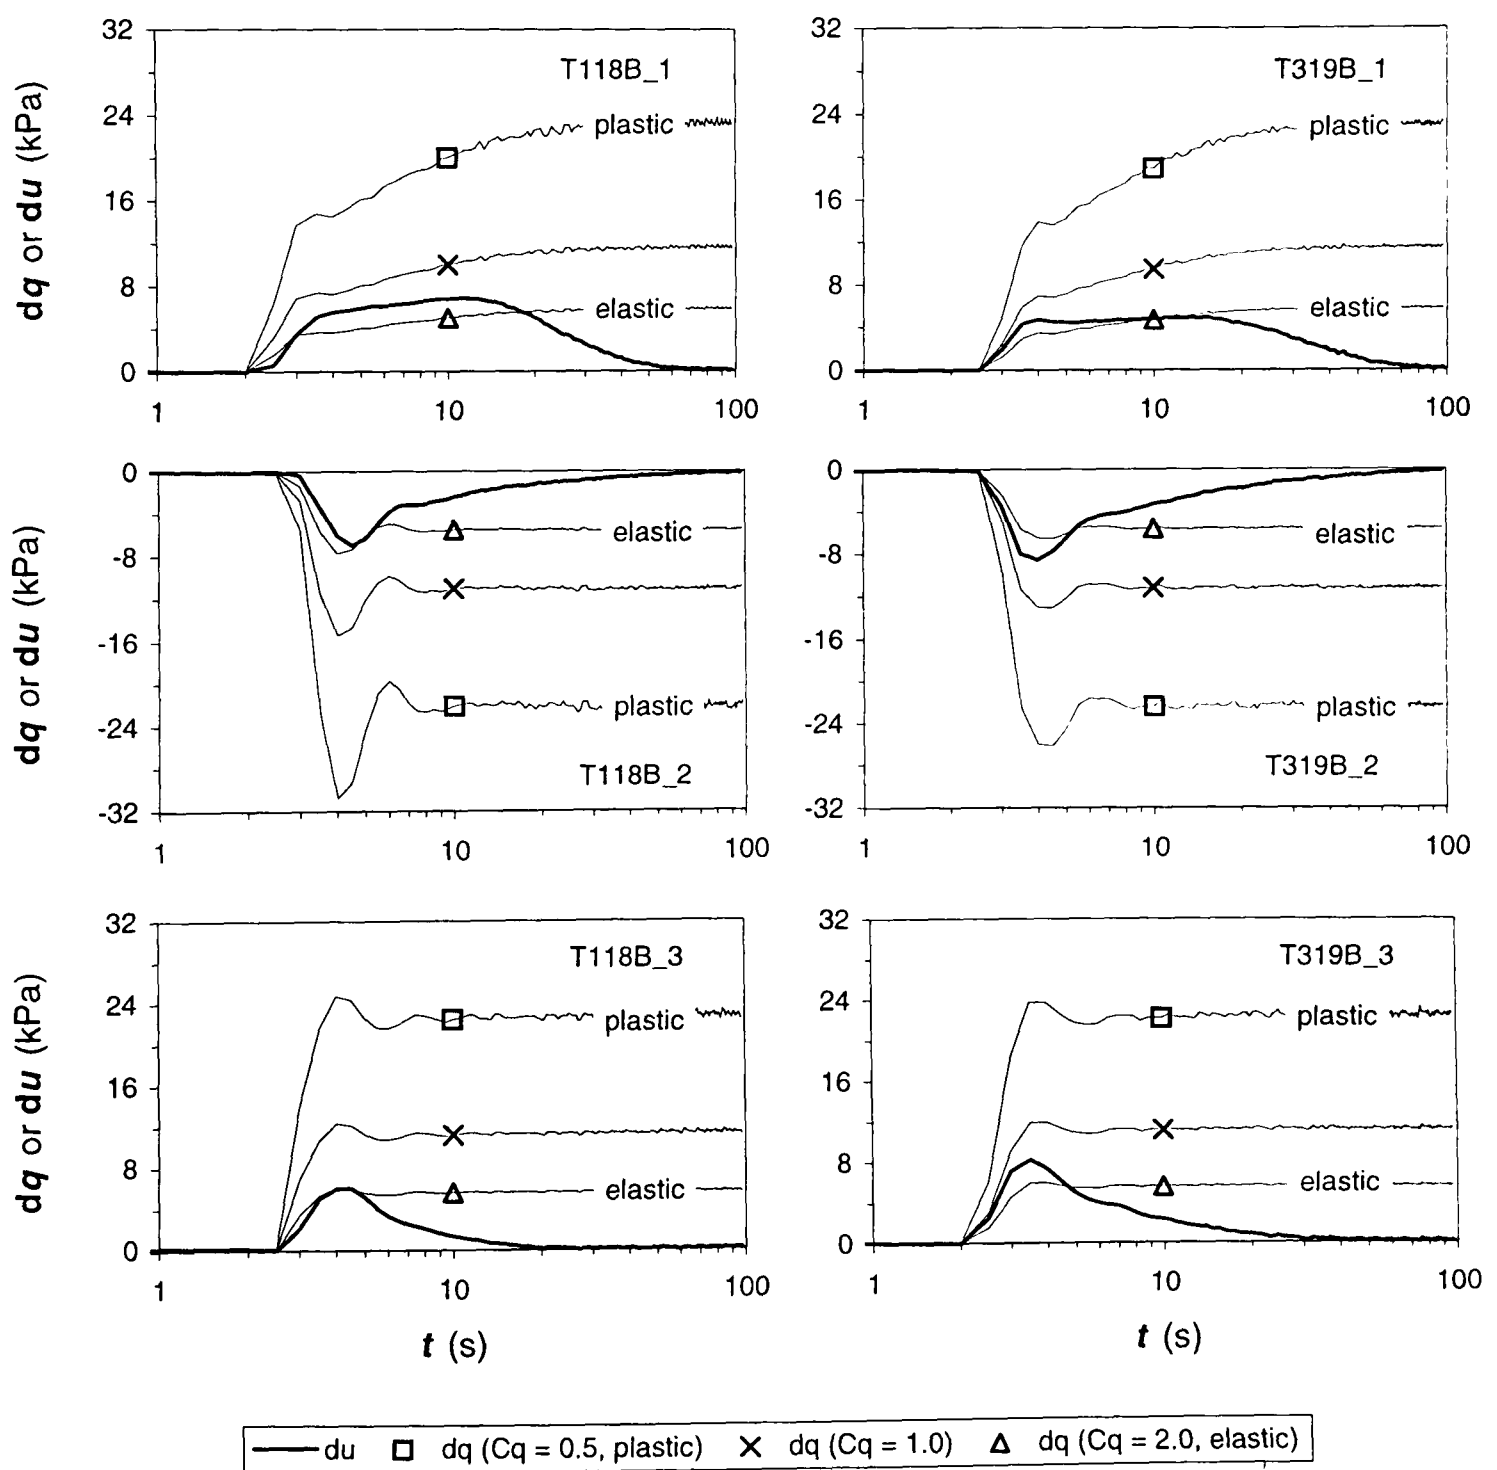 T118B_1
dq or du (kPa)
32
24
16
8
0
plastic
elastic
1 10 100
T319B_1
32
24
16
8
0
plastic
elastic
1 10 100
T118B_2
dq or du (kPa)
0
-8
-16
-24
-32
elastic
plastic
1 10 100
T319B_2
0
-8
-16
-24
-32
elastic
plastic
1 10 100
T118B_3
dq or du (kPa)
32
24
16
8
0
plastic
elastic
1 10 100
t (s)
T319B_3
32
24
16
8
0
plastic
elastic
1 10 100
t (s)
du dq (Cq = 0.5, plastic) dq (Cq = 1.0) dq (Cq = 2.0, elastic)